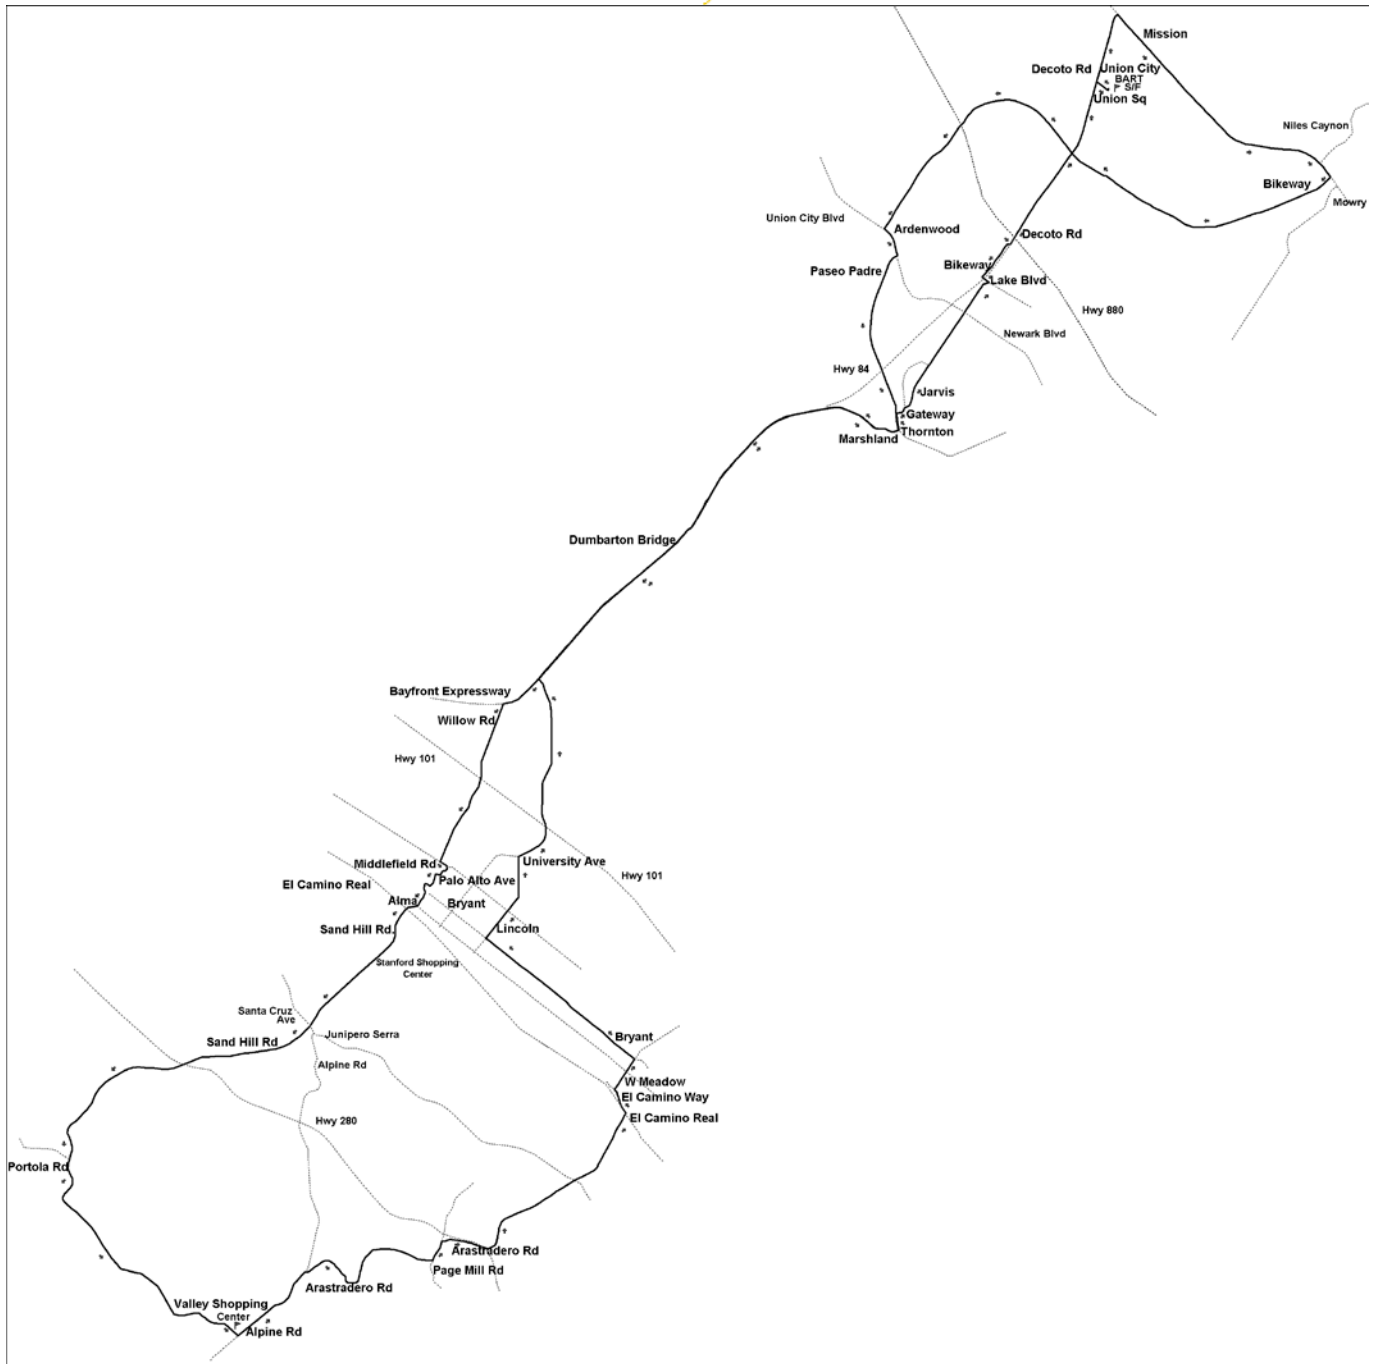 Mission
Decoto Rd
Union City
BART
S/F
Union Sq
Niles Caynon
Bikeway
Mowry
Union City Blvd
Ardenwood
Decoto Rd
Bikeway
Paseo Padre
Lake Blvd
Hwy 880
Newark Blvd
Hwy 84
Jarvis
Gateway
Thornton
Marshland
Dumbarton Bridge
Bayfront Expressway
Willow Rd
Hwy 101
Middlefield Rd
University Ave
Hwy 101
El Camino Real
Palo Alto Ave
Alma
Bryant
Sand Hill Rd
Lincoln
Stanford Shopping
Center
Santa Cruz
Ave
Junipero Serra
Sand Hill Rd
Bryant
Alpine Rd
W Meadow
El Camino Way
El Camino Real
Hwy 280
Portola Rd
Arastradero Rd
Page Mill Rd
Arastradero Rd
Valley Shopping
Center
Alpine Rd